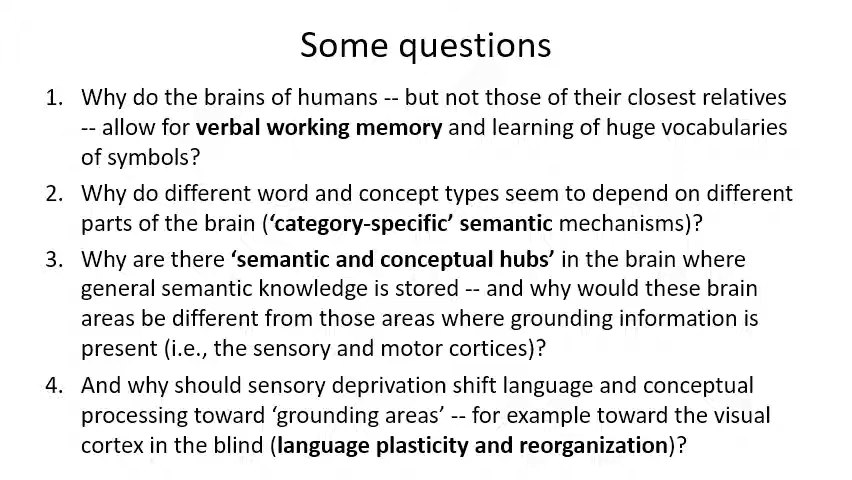 Some questions
1. Why do the brains of humans -- but not those of their closest relatives
-- allow for verbal working memory and learning of huge vocabularies
of symbols?
2. Why do different word and concept types seem to depend on different
parts of the brain (‘category-specific’ semantic mechanisms)?
3. Why are there ‘semantic and conceptual hubs’ in the brain where
general semantic knowledge is stored -- and why would these brain
areas be different from those areas where grounding information is
present (i.e., the sensory and motor cortices)?
4. And why should sensory deprivation shift language and conceptual
processing toward ‘grounding areas’ -- for example toward the visual
cortex in the blind (language plasticity and reorganization)?